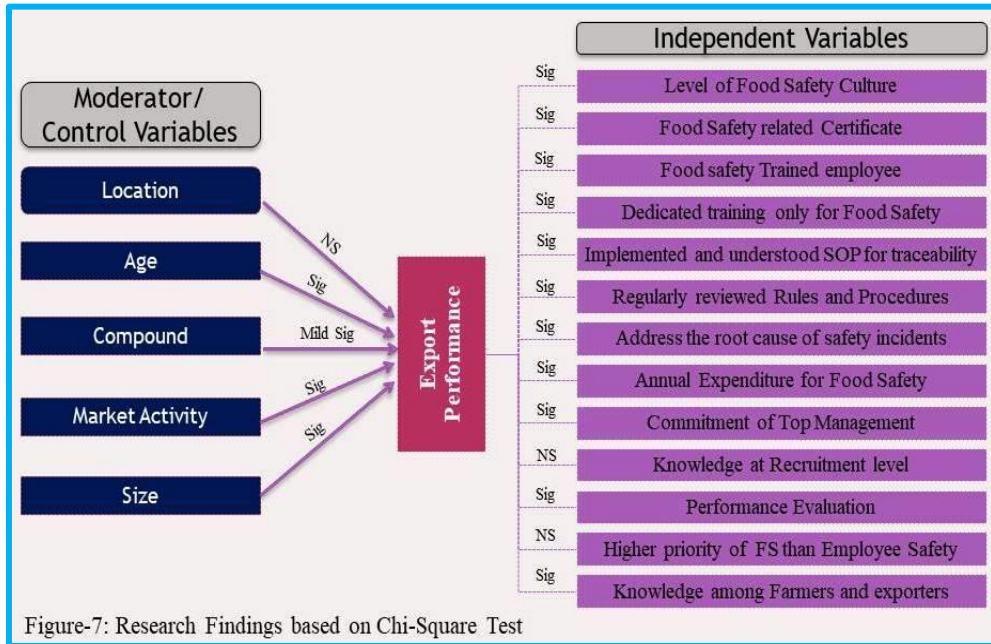 Moderator/
Control Variables
Location
Age
Compound
Market Activity
Size
NS
Sig
Mild Sig
Sig
Sig
Export
Performance
Independent Variables
Sig
Level of Food Safety Culture
Sig
Food Safety related Certificate
Sig
Food safety Trained employee
Sig
Dedicated training only for Food Safety
Sig
Implemented and understood SOP for traceability
Sig
Regularly reviewed Rules and Procedures
Sig
Address the root cause of safety incidents
Sig
Annual Expenditure for Food Safety
Sig
Commitment of Top Management
NS
Knowledge at Recruitment level
Sig
Performance Evaluation
NS
Higher priority of FS than Employee Safety
Sig
Knowledge among Farmers and exporters
Figure-7: Research Findings based on Chi-Square Test